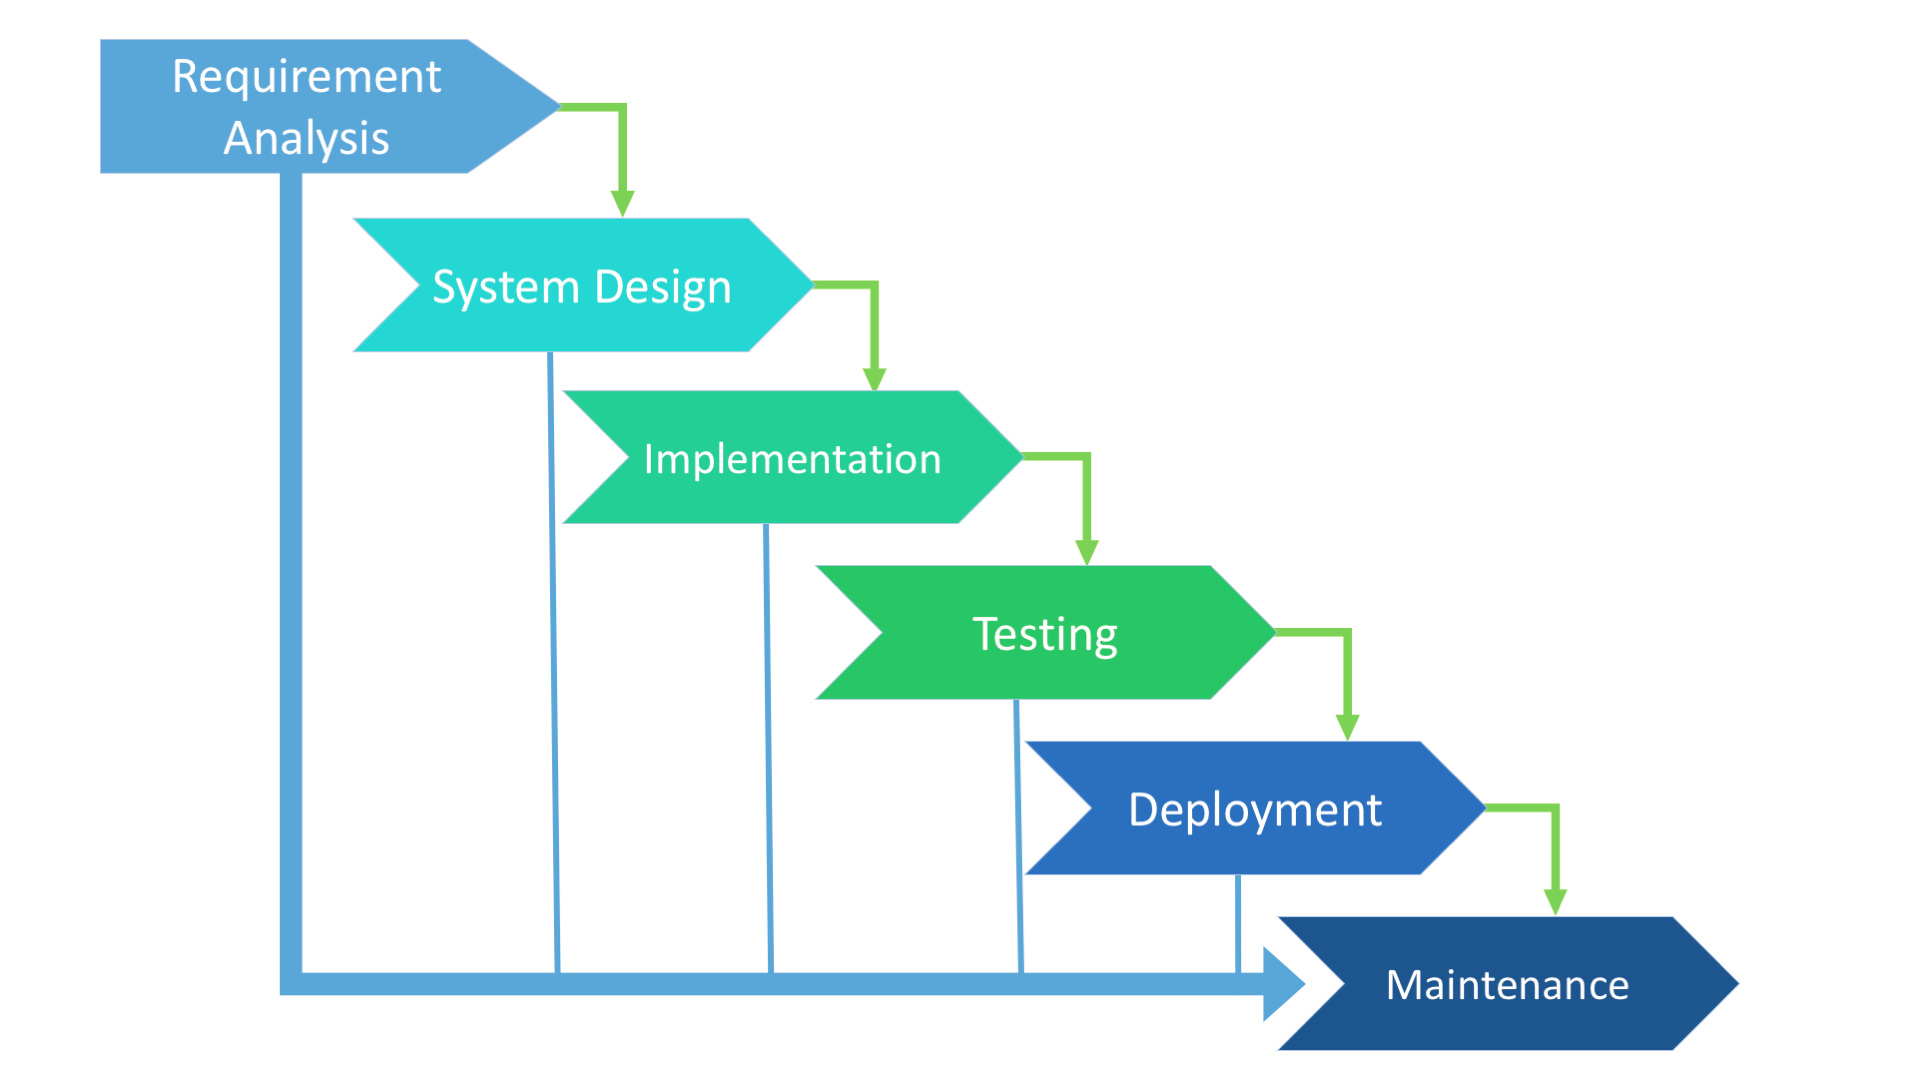 Requirement
Analysis
System Design
Implementation
Testing
Deployment
Maintenance